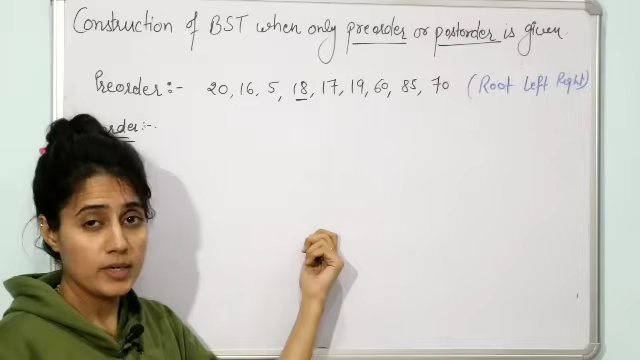 Construction of BST when only preorder or postorder is given.
Preorder:- 20, 16, 5, 18, 17, 19, 60, 85, 70 (Root Left Right)